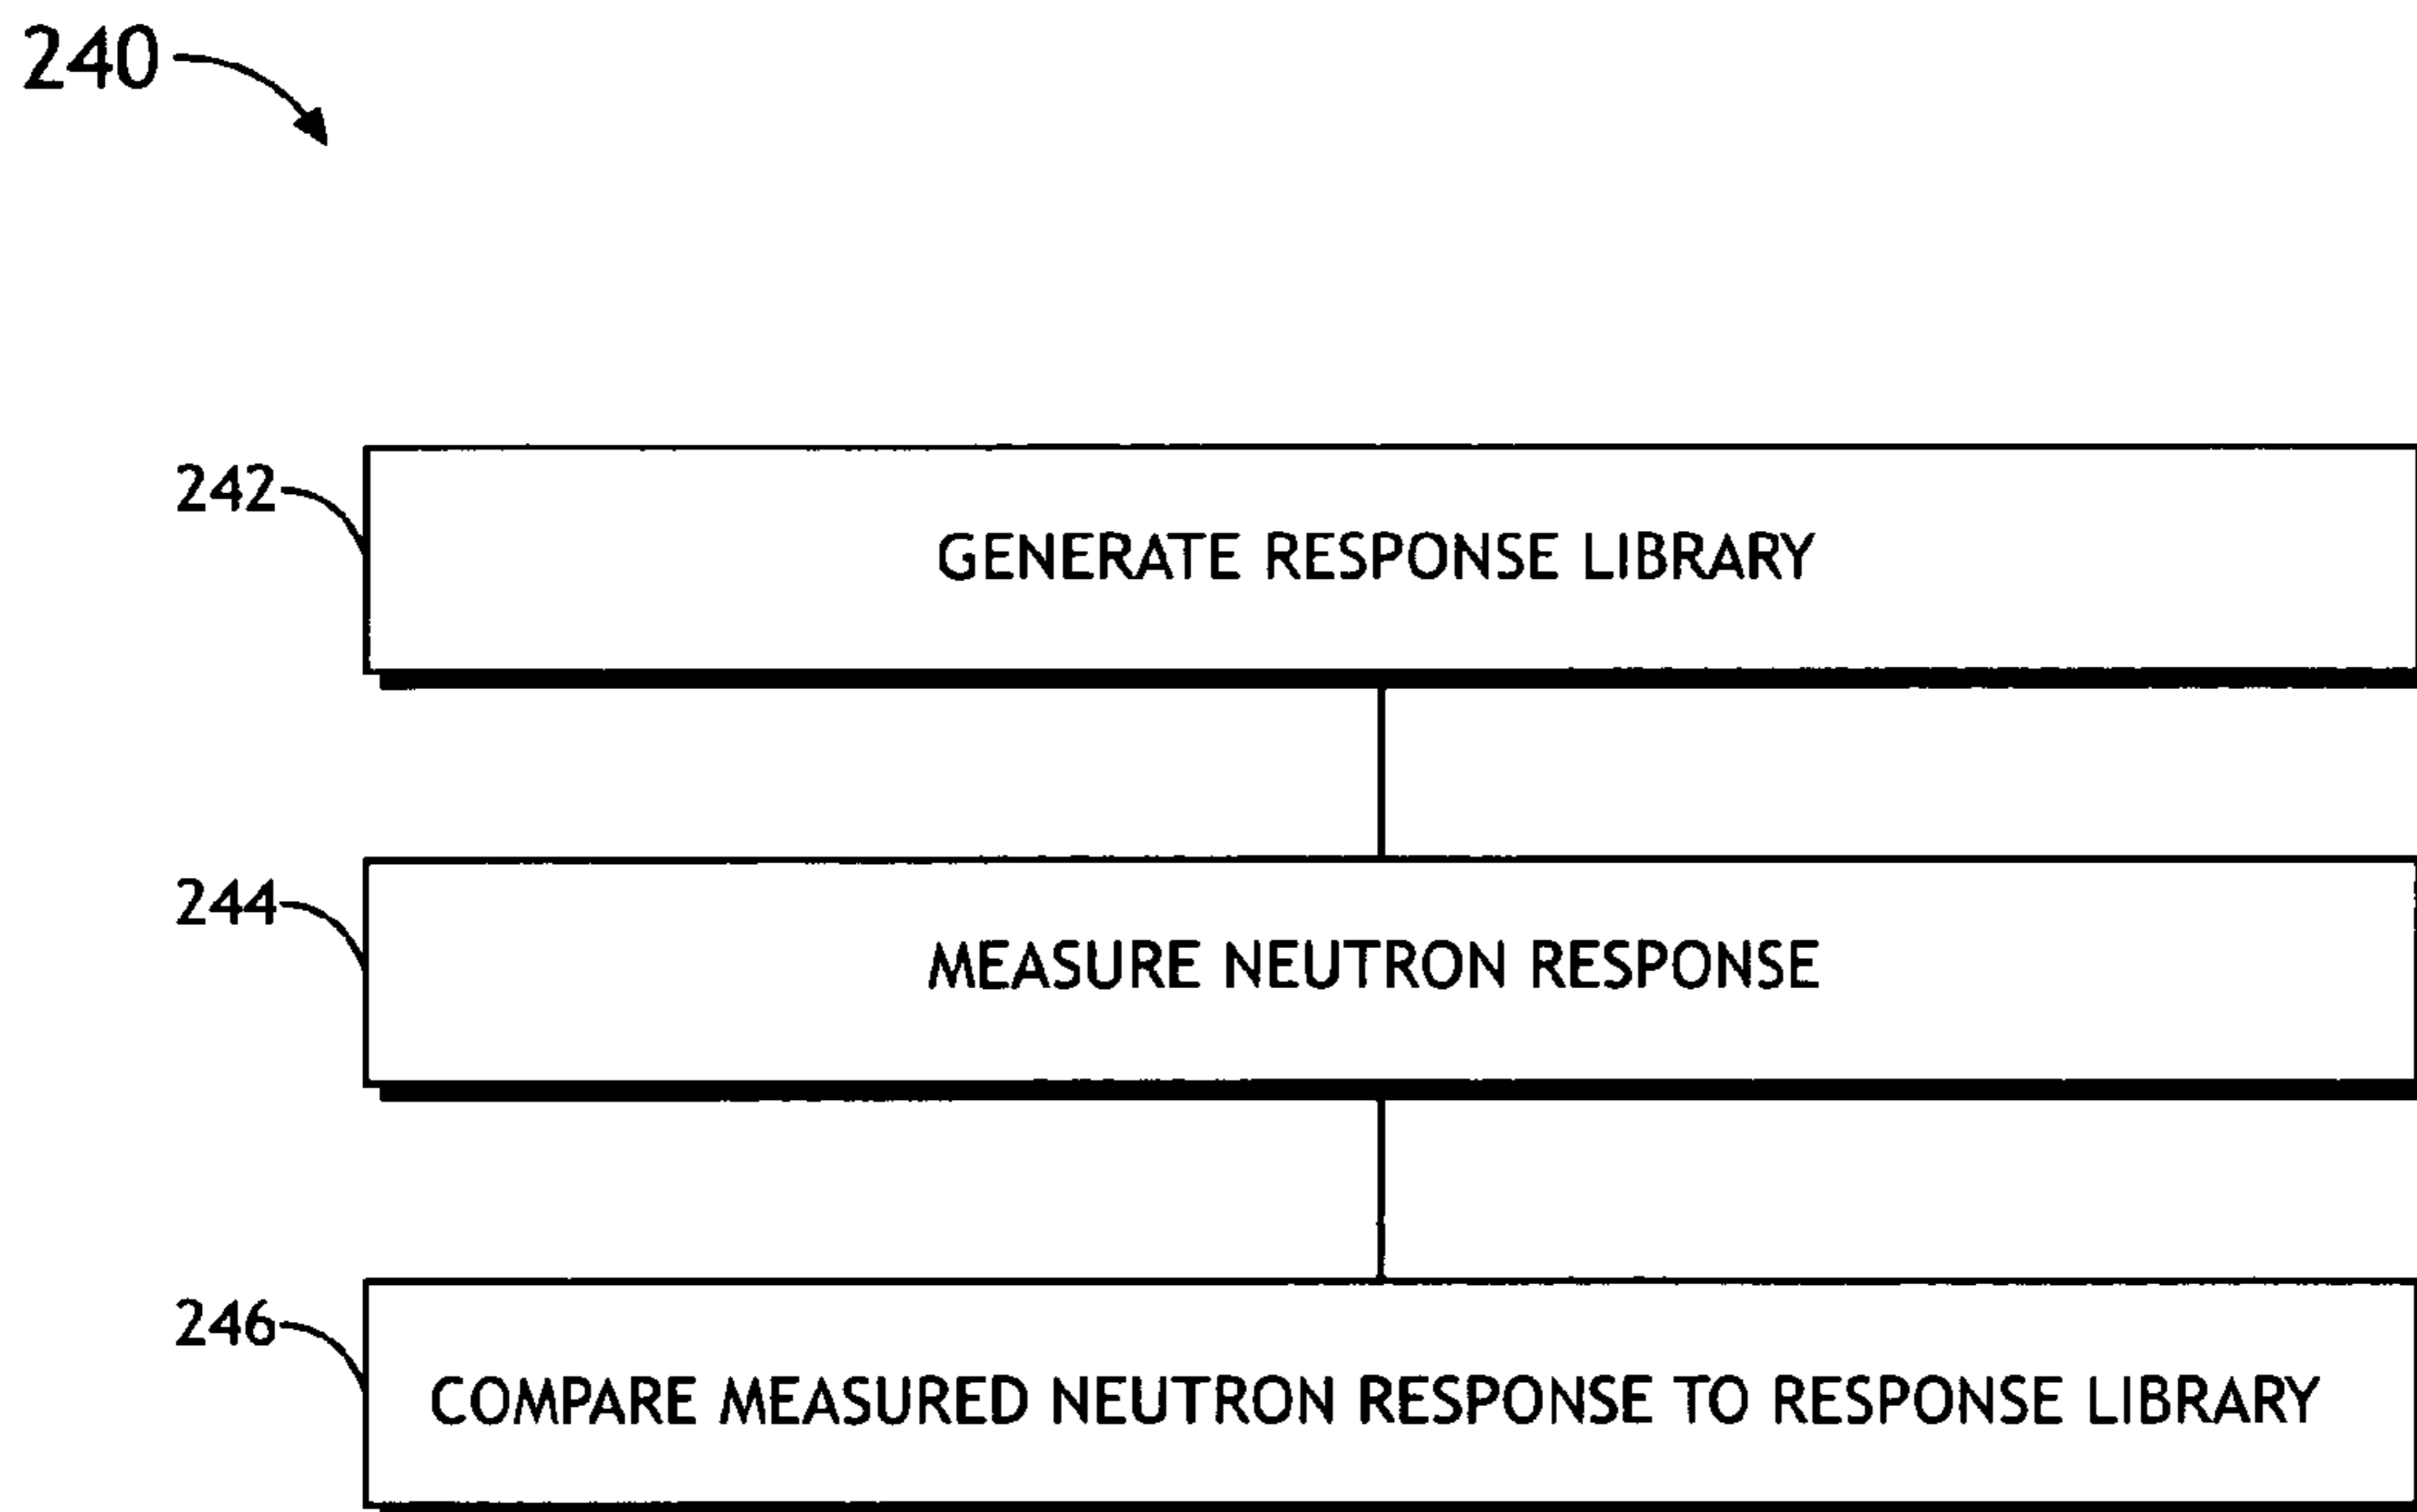 240
242
GENERATE RESPONSE LIBRARY
244
MEASURE NEUTRON RESPONSE
246
COMPARE MEASURED NEUTRON RESPONSE TO RESPONSE LIBRARY